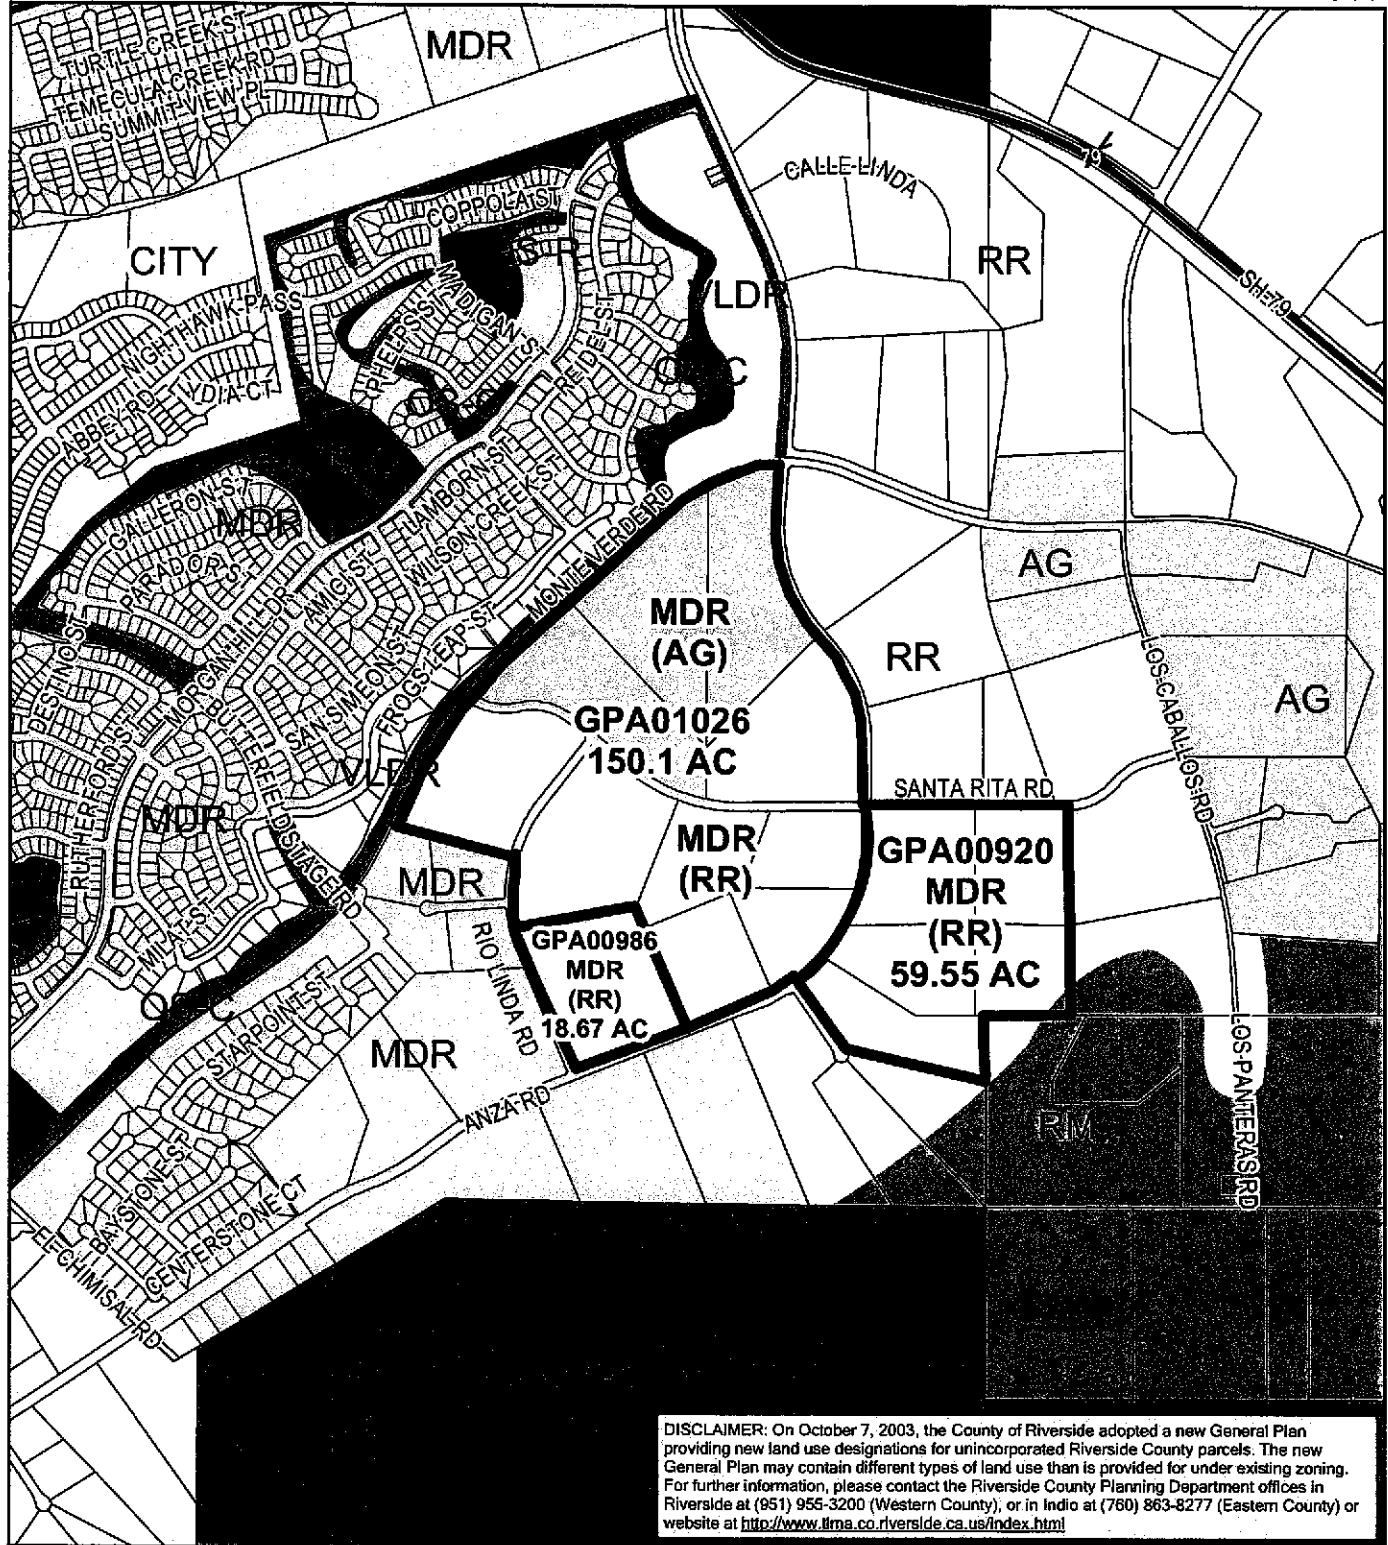 TURTLE CREEK ST
TEMECULA CREEK RD
SUMMIT VIEW PL
MDR
79
CALLE LINDA
COPPOLA ST
CITY
RR
SH-79
NIGHTHAWK PASS
MADIGAN ST
VLDR
PHELPS ST
REIDEL ST
YDIA CT
ABBEY RD
CALLERON ST
LAMBORN ST
MDR
WILSON CREEK ST
MONTE VERDE RD
AG
PARADOR ST
AMIGI ST
MORGAN HILL DR
MDR
(AG)
RR
DESTINO ST
SAN SIMEON ST
FROGS LEAP ST
LOS CABALLOS RD
AG
GPA01026
150.1 AC
RUTHERFORD ST
BUTTERFIELD STAGE RD
VLDR
SANTA RITA RD
MDR
MDR
(RR)
GPA00920
MDR
(RR)
59.55 AC
MDR
MILAT ST
RIO LINDA RD
GPA00986
MDR
(RR)
18.67 AC
OS-C
STARPOINT ST
MDR
LOS PANTERAS RD
ANZA RD
RM
BAYSTONE ST
CENTERSTONE CT
EL CHIMISAL RD
DISCLAIMER: On October 7, 2003, the County of Riverside adopted a new General Plan
providing new land use designations for unincorporated Riverside County parcels. The new
General Plan may contain different types of land use than is provided for under existing zoning.
For further information, please contact the Riverside County Planning Department offices in
Riverside at (951) 955-3200 (Western County), or in Indio at (760) 863-8277 (Eastern County) or
website at http://www.tlma.co.riverside.ca.us/index.html